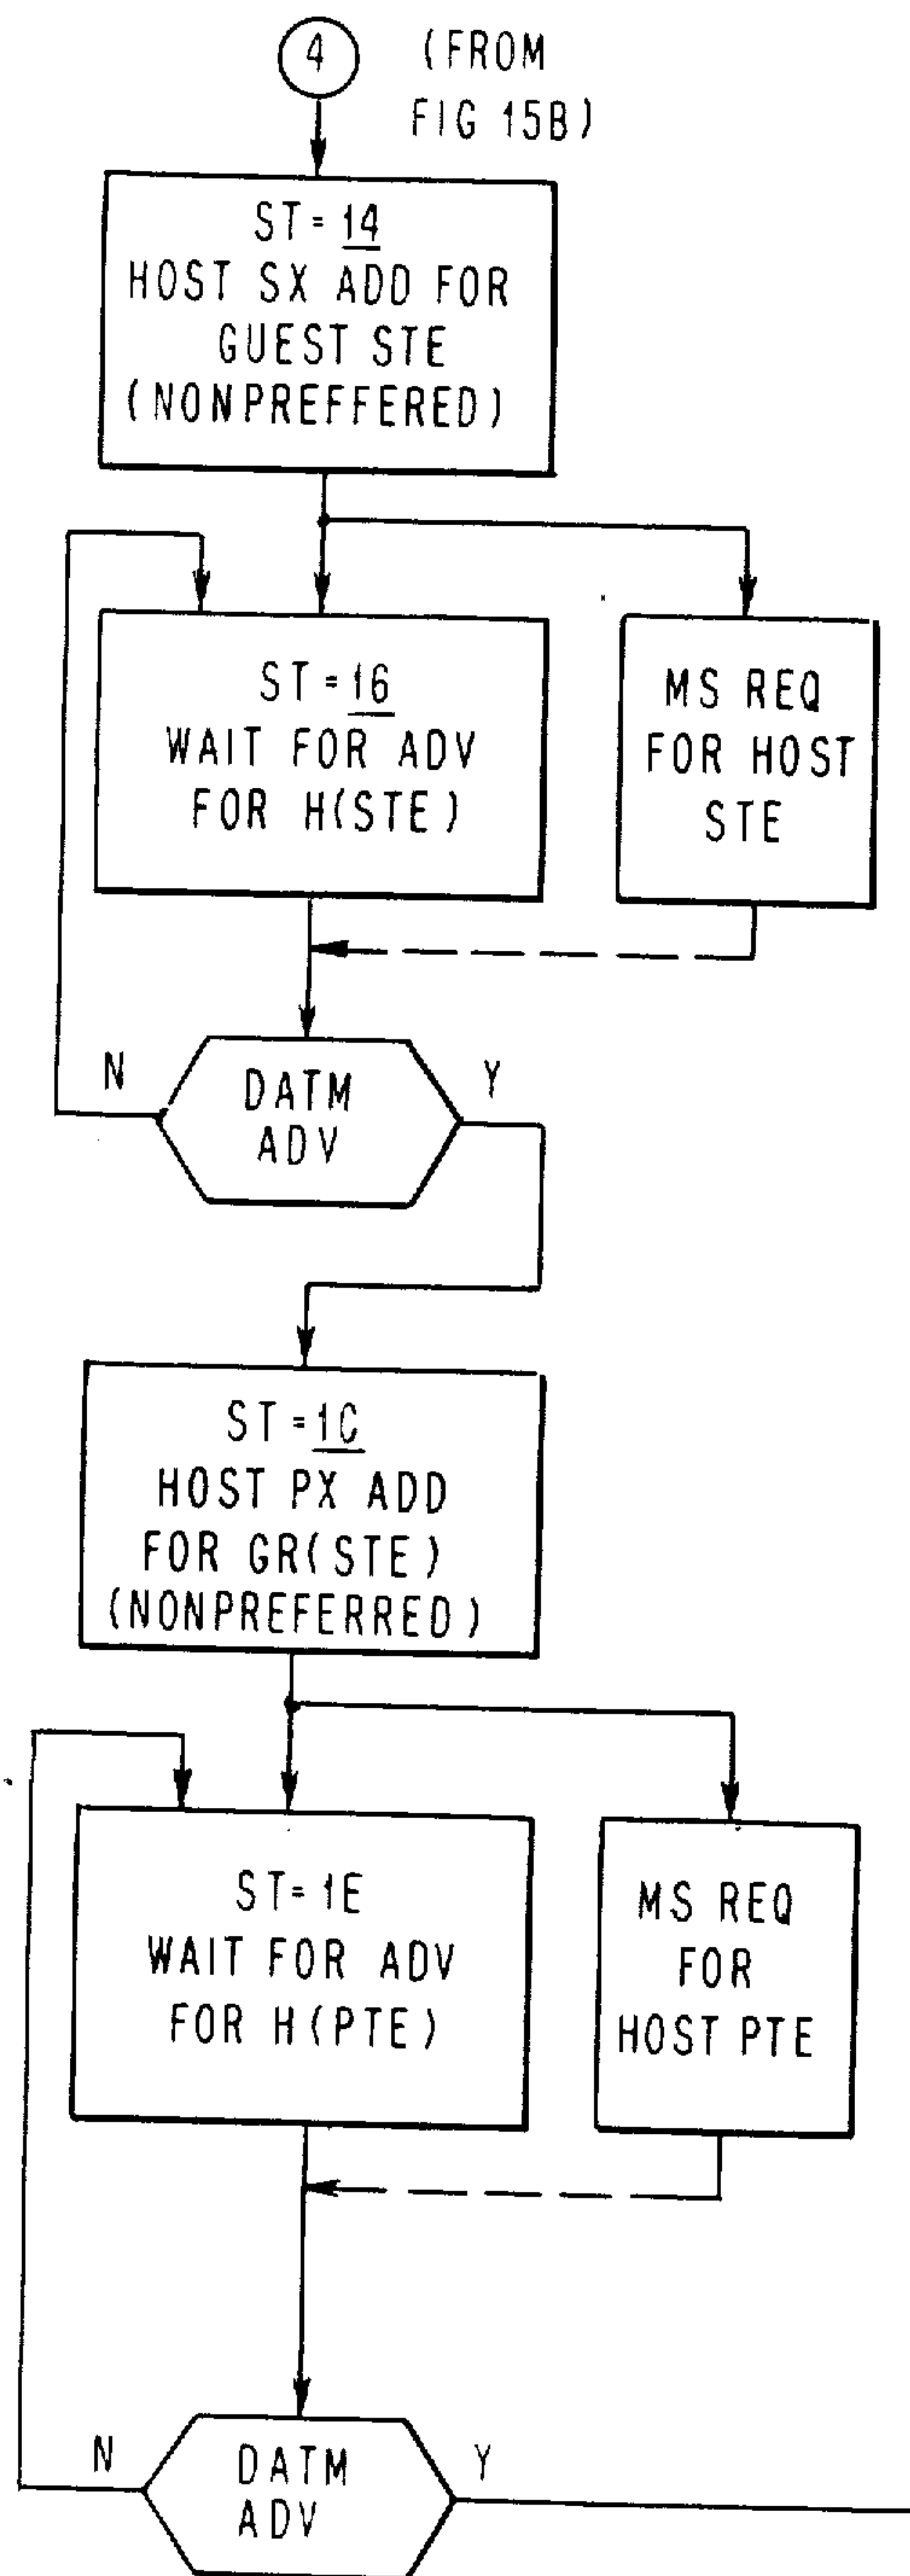 4
(FROM
FIG 15B)
ST=14
HOST SX ADD FOR
GUEST STE
(NONPREFFERED)
ST=16
WAIT FOR ADV
FOR H(STE)
MS REQ
FOR HOST
STE
N
DATM
ADV
Y
ST=1C
HOST PX ADD
FOR GR(STE)
(NONPREFERRED)
ST=1E
WAIT FOR ADV
FOR H(PTE)
MS REQ
FOR
HOST PTE
N
DATM
ADV
Y